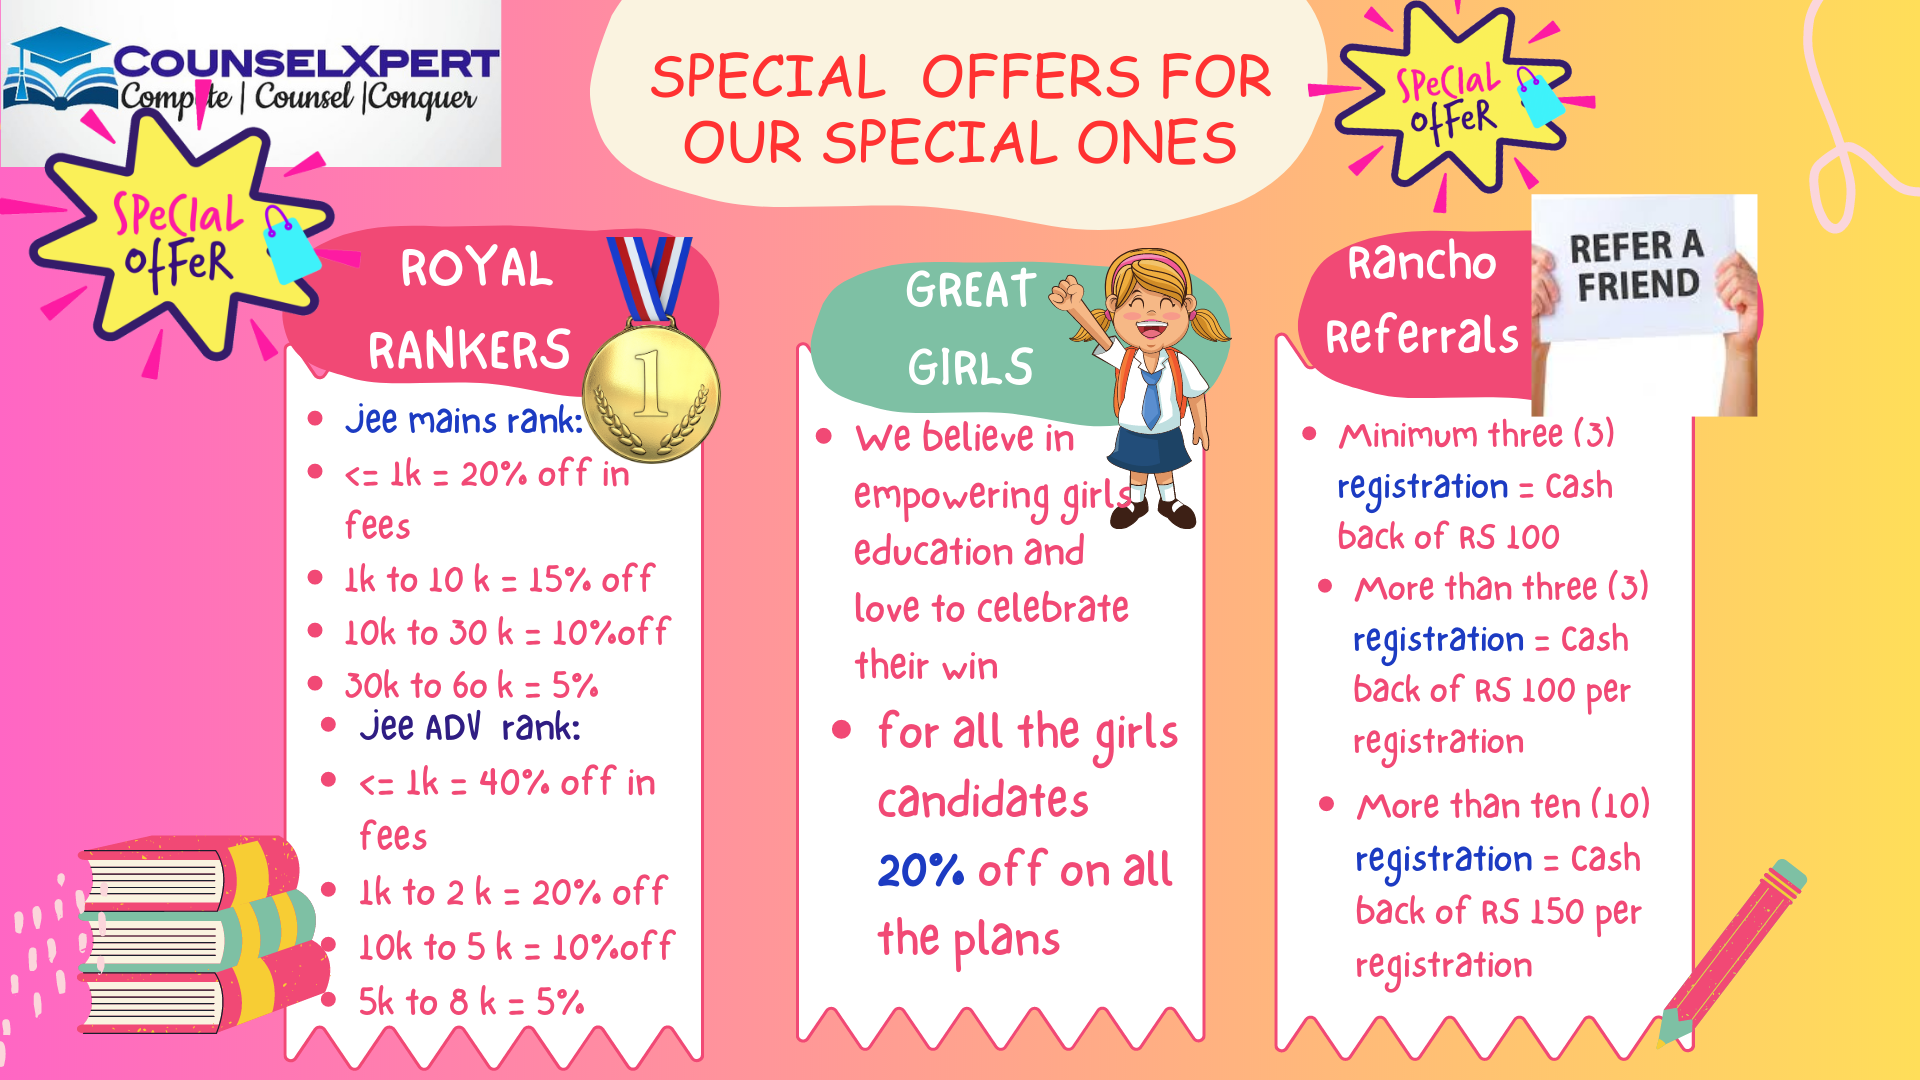 COUNSELXPERT
Compete | Counsel |Conquer
SPECIAL OFFERS FOR
OUR SPECIAL ONES
SPeCIaL
offeR
SPeCIaL
offeR
ROYAL
RANKERS
1
jee mains rank:
<= 1k = 20% off in
fees
1k to 10 k = 15% off
10k to 30 k = 10%off
30k to 6o k = 5%
jee ADV rank:
<= 1k = 40% off in
fees
1k to 2 k = 20% off
10k to 5 k = 10%off
5k to 8 k = 5%
GREAT
GIRLS
We believe in
empowering girls
education and
love to celebrate
their win
for all the girls
candidates
20% off on all
the plans
Rancho
Referrals
REFER A
FRIEND
Minimum three (3)
registration = Cash
back of RS 100
More than three (3)
registration = Cash
back of RS 100 per
registration
More than ten (10)
registration = Cash
back of RS 150 per
registration